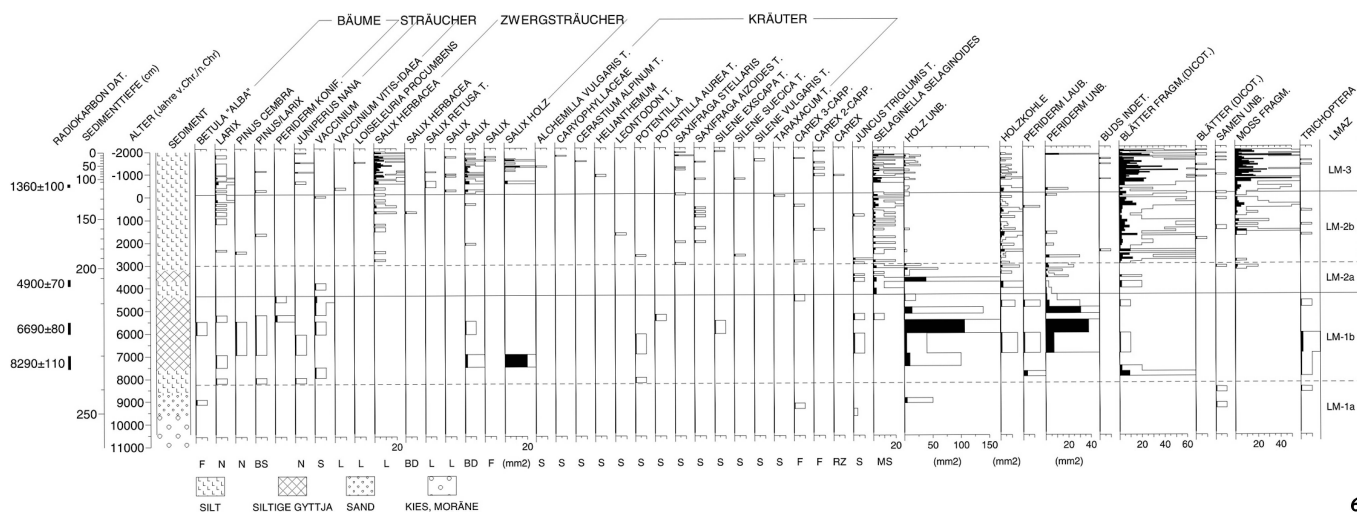 BÄUME STRÄUCHER ZWERGSTRÄUCHER KRÄUTER
RADIOKARBON DAT.
SEDIMENTTIEFE (cm)
ALTER (Jahre v.Chr./n.Chr)
SEDIMENT
BETULA "ALBA"
LARIX
PINUS CEMBRA
PINUS/LARIX
PERIDERM KONIF.
JUNIPERUS NANA
VACCINIUM
VACCINIUM VITIS-IDAEA
LOISELEURIA PROCUMBENS
SALIX HERBACEA
SALIX HERBACEA
SALIX RETUSA T.
SALIX
SALIX
SALIX
SALIX HOLZ
ALCHEMILLA VULGARIS T.
CARYOPHYLLACEAE
CERASTIUM ALPINUM T.
HELIANTHEMUM
LEONTODON T.
POTENTILLA
POTENTILLA AUREA T.
SAXIFRAGA STELLARIS
SAXIFRAGA AIZOIDES T.
SILENE EXSCAPA T.
SILENE SUECICA T.
SILENE VULGARIS T.
TARAXACUM T.
CAREX 3-CARP.
CAREX 2-CARP.
CAREX
JUNCUS TRIGLUMIS T.
SELAGINELLA SELAGINOIDES
HOLZ UNB.
HOLZKOHLE
PERIDERM LAUB.
PERIDERM UNB.
BUDS INDET.
BLÄTTER FRAGM.(DICOT.)
BLÄTTER (DICOT.)
SAMEN UNB.
MOSS FRAGM.
TRICHOPTERA
LMAZ
0 -2000
50
100 -1000
1360±100
0
1000
150
2000
200
3000
4900±70 4000
5000
6690±80 6000
7000
8290±110
8000
9000
250
10000
11000
LM-3
LM-2b
LM-2a
LM-1b
LM-1a
20 20 20 50 100 150 20 40 20 40 60 20 40
F N N BS N S L L L BD L L BD F (mm2) S S S S S S S S S S S S S F F RZ S MS (mm2) (mm2) (mm2)
SILT SILTIGE GYTTJA SAND KIES, MORÄNE
6